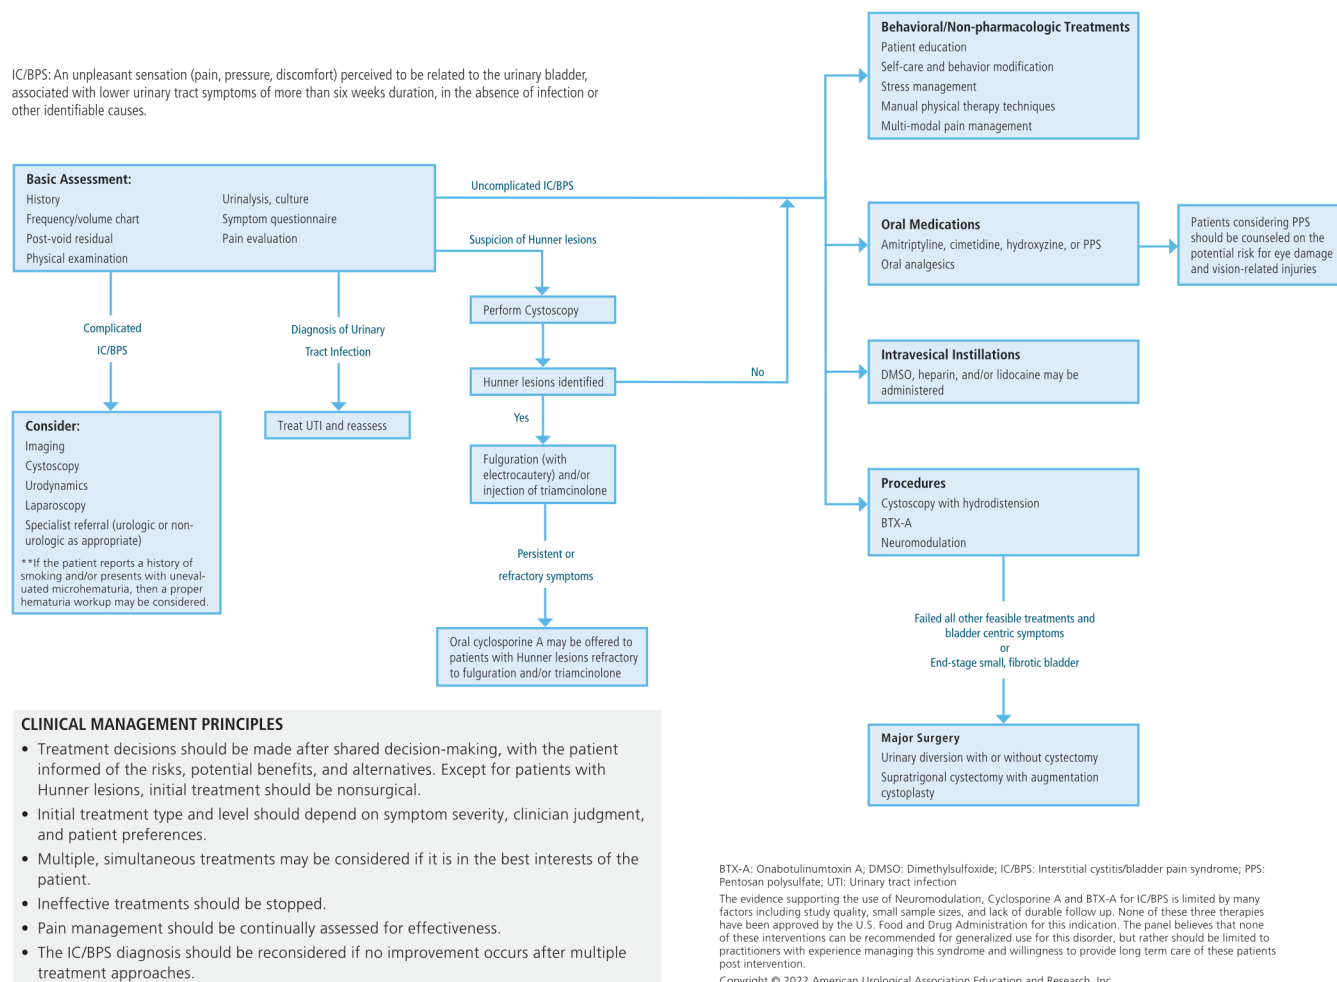 IC/BPS: An unpleasant sensation (pain, pressure, discomfort) perceived to be related to the urinary bladder,
associated with lower urinary tract symptoms of more than six weeks duration, in the absence of infection or
other identifiable causes.
Basic Assessment:
History
Frequency/volume chart
Post-void residual
Physical examination
Urinalysis, culture
Symptom questionnaire
Pain evaluation
Complicated
IC/BPS
Consider:
Imaging
Cystoscopy
Urodynamics
Laparoscopy
Specialist referral (urologic or non-
urologic as appropriate)
**If the patient reports a history of
smoking and/or presents with uneval-
uated microhematuria, then a proper
hematuria workup may be considered.
Diagnosis of Urinary
Tract Infection
Treat UTI and reassess
Uncomplicated IC/BPS
Suspicion of Hunner lesions
Perform Cystoscopy
Hunner lesions identified
No
Yes
Fulguration (with
electrocautery) and/or
injection of triamcinolone
Persistent or
refractory symptoms
Oral cyclosporine A may be offered to
patients with Hunner lesions refractory
to fulguration and/or triamcinolone
Behavioral/Non-pharmacologic Treatments
Patient education
Self-care and behavior modification
Stress management
Manual physical therapy techniques
Multi-modal pain management
Oral Medications
Amitriptyline, cimetidine, hydroxyzine, or PPS
Oral analgesics
Patients considering PPS
should be counseled on the
potential risk for eye damage
and vision-related injuries
Intravesical Instillations
DMSO, heparin, and/or lidocaine may be
administered
Procedures
Cystoscopy with hydrodistension
BTX-A
Neuromodulation
Failed all other feasible treatments and
bladder centric symptoms
or
End-stage small, fibrotic bladder
Major Surgery
Urinary diversion with or without cystectomy
Supratrigonal cystectomy with augmentation
cystoplasty
CLINICAL MANAGEMENT PRINCIPLES
• Treatment decisions should be made after shared decision-making, with the patient
informed of the risks, potential benefits, and alternatives. Except for patients with
Hunner lesions, initial treatment should be nonsurgical.
• Initial treatment type and level should depend on symptom severity, clinician judgment,
and patient preferences.
• Multiple, simultaneous treatments may be considered if it is in the best interests of the
patient.
• Ineffective treatments should be stopped.
• Pain management should be continually assessed for effectiveness.
• The IC/BPS diagnosis should be reconsidered if no improvement occurs after multiple
treatment approaches.
BTX-A: Onabotulinumtoxin A; DMSO: Dimethylsulfoxide; IC/BPS: Interstitial cystitis/bladder pain syndrome; PPS:
Pentosan polysulfate; UTI: Urinary tract infection
The evidence supporting the use of Neuromodulation, Cyclosporine A and BTX-A for IC/BPS is limited by many
factors including study quality, small sample sizes, and lack of durable follow up. None of these three therapies
have been approved by the U.S. Food and Drug Administration for this indication. The panel believes that none
of these interventions can be recommended for generalized use for this disorder, but rather should be limited to
practitioners with experience managing this syndrome and willingness to provide long term care of these patients
post intervention.
Copyright © 2022 American Urological Association Education and Research, Inc.